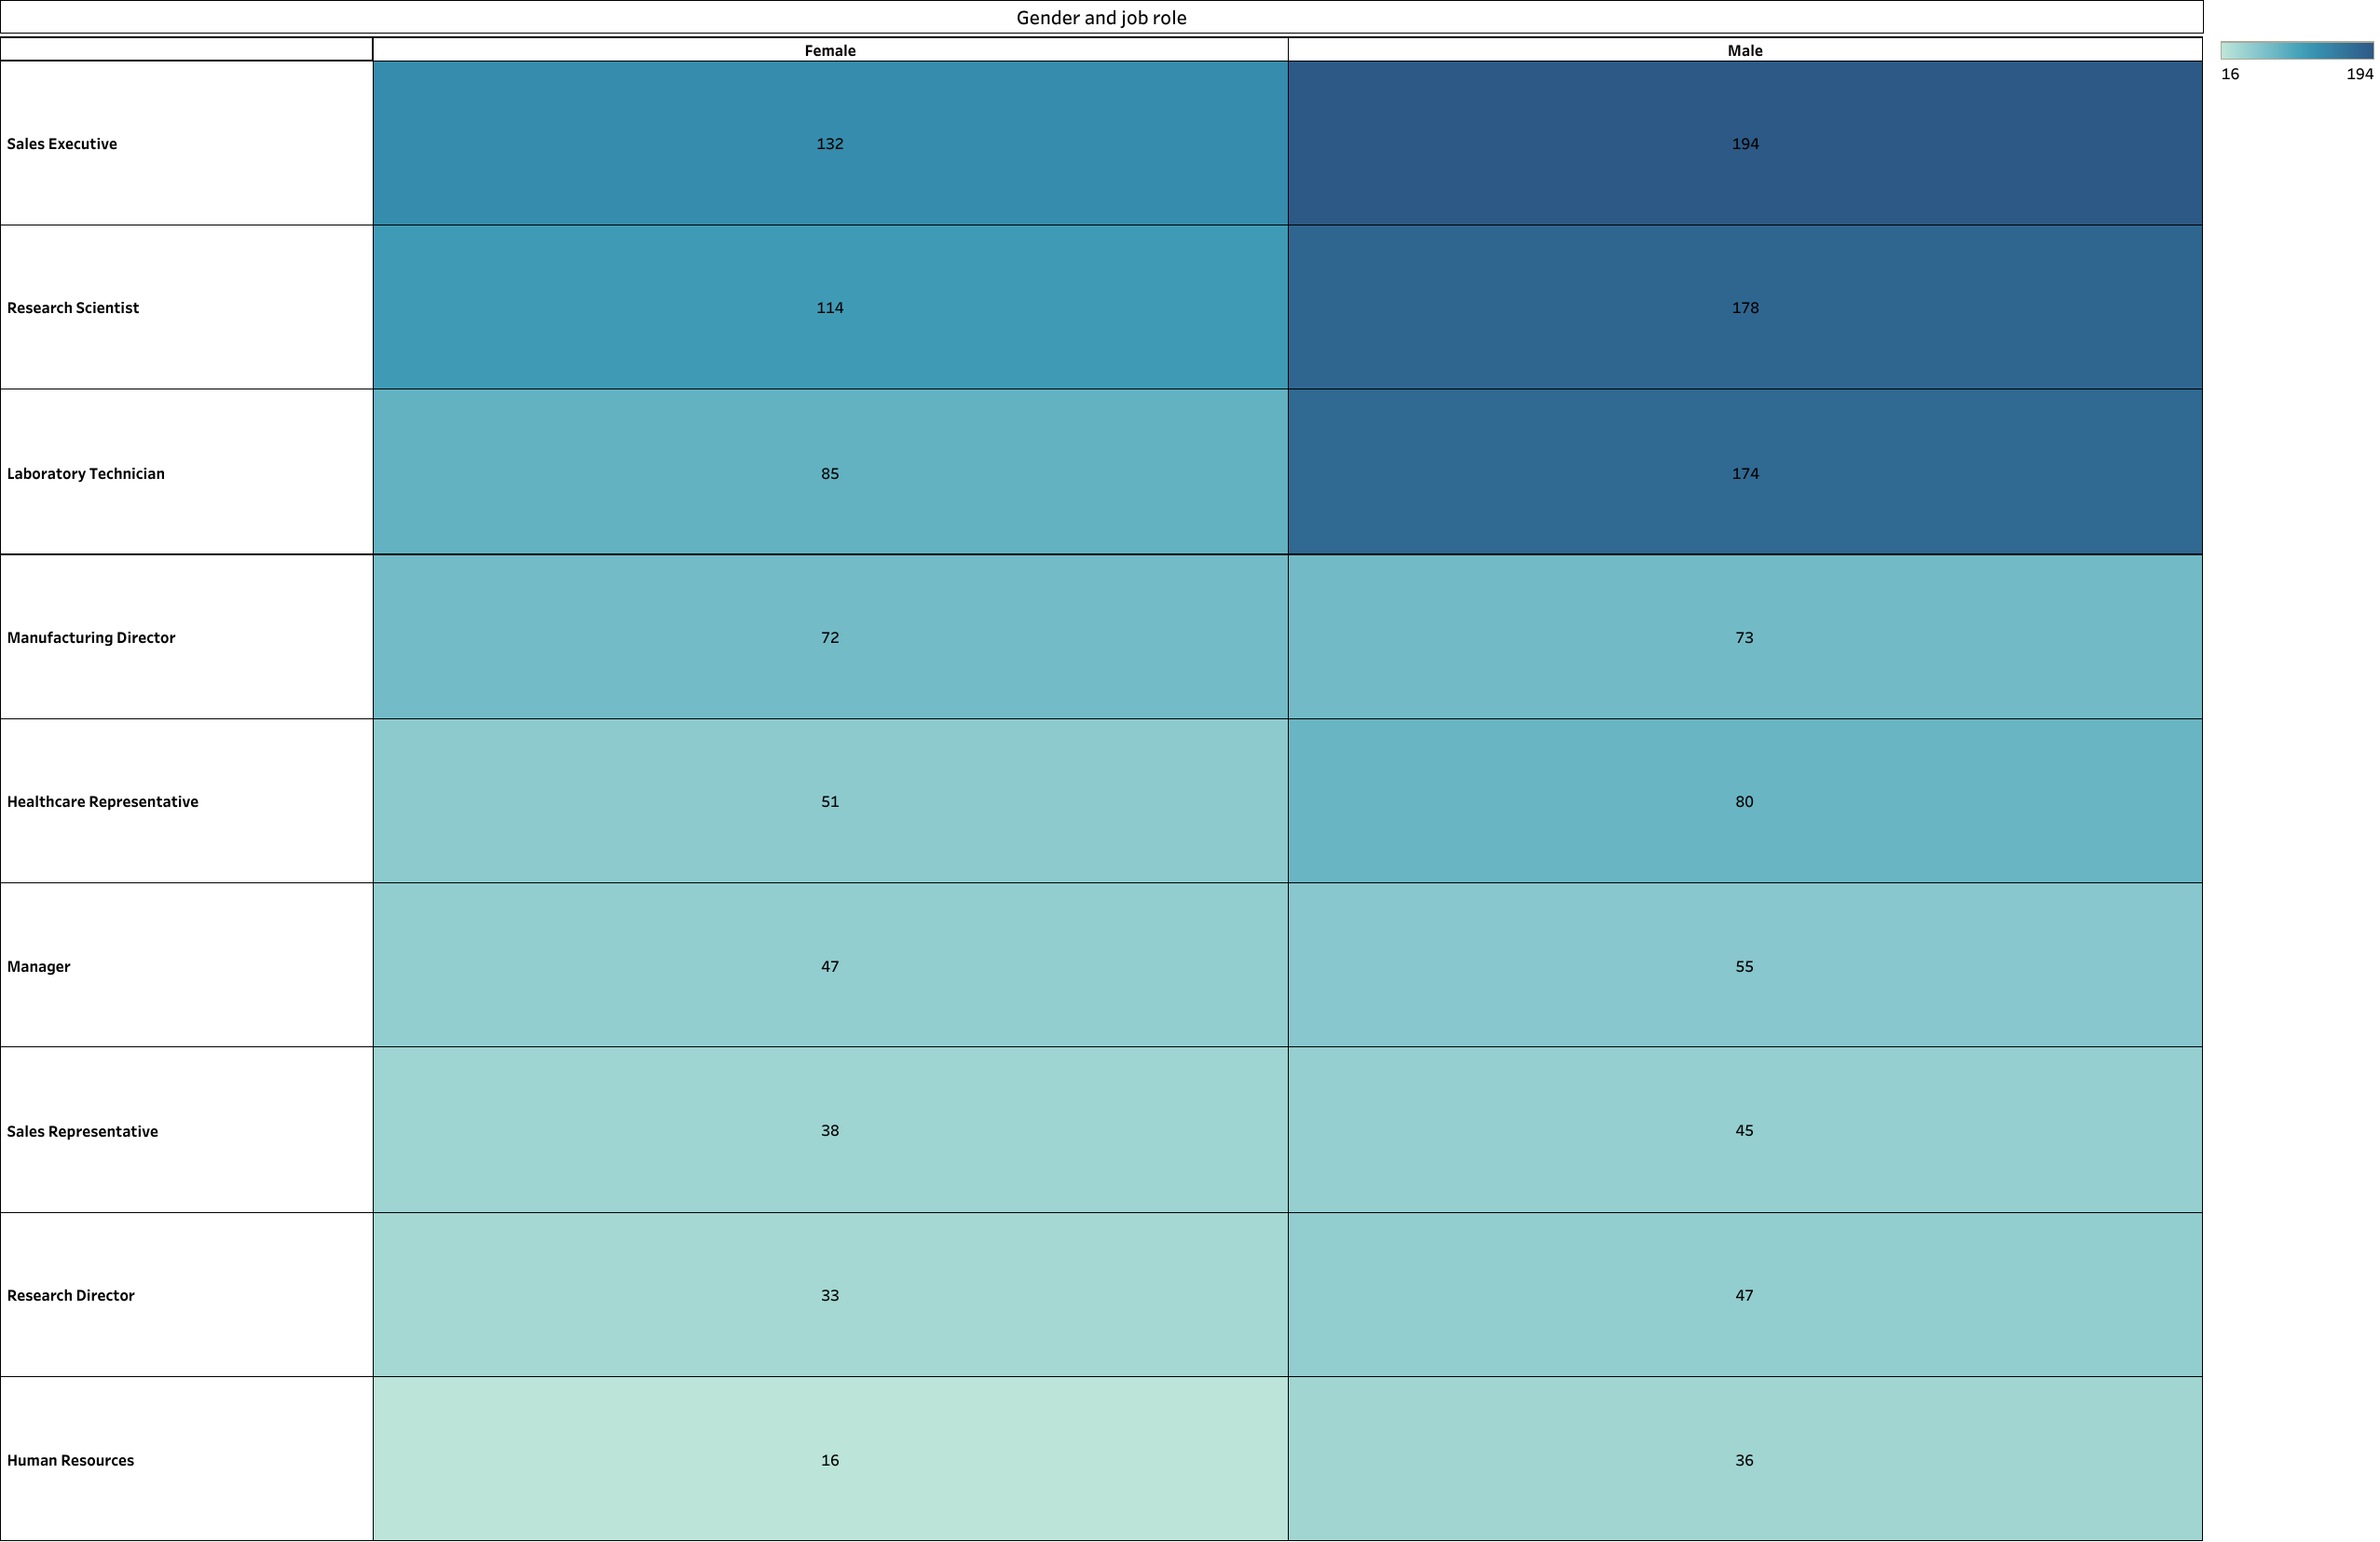 Gender and job role
Female Male
16 194
Sales Executive 132 194
Research Scientist 114 178
Laboratory Technician 85 174
Manufacturing Director 72 73
Healthcare Representative 51 80
Manager 47 55
Sales Representative 38 45
Research Director 33 47
Human Resources 16 36